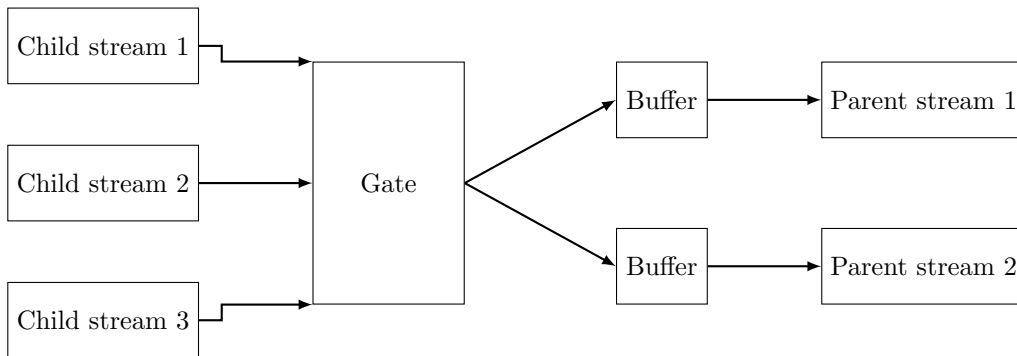 Child stream 1
Child stream 2
Child stream 3
Gate
Buffer
Parent stream 1
Buffer
Parent stream 2